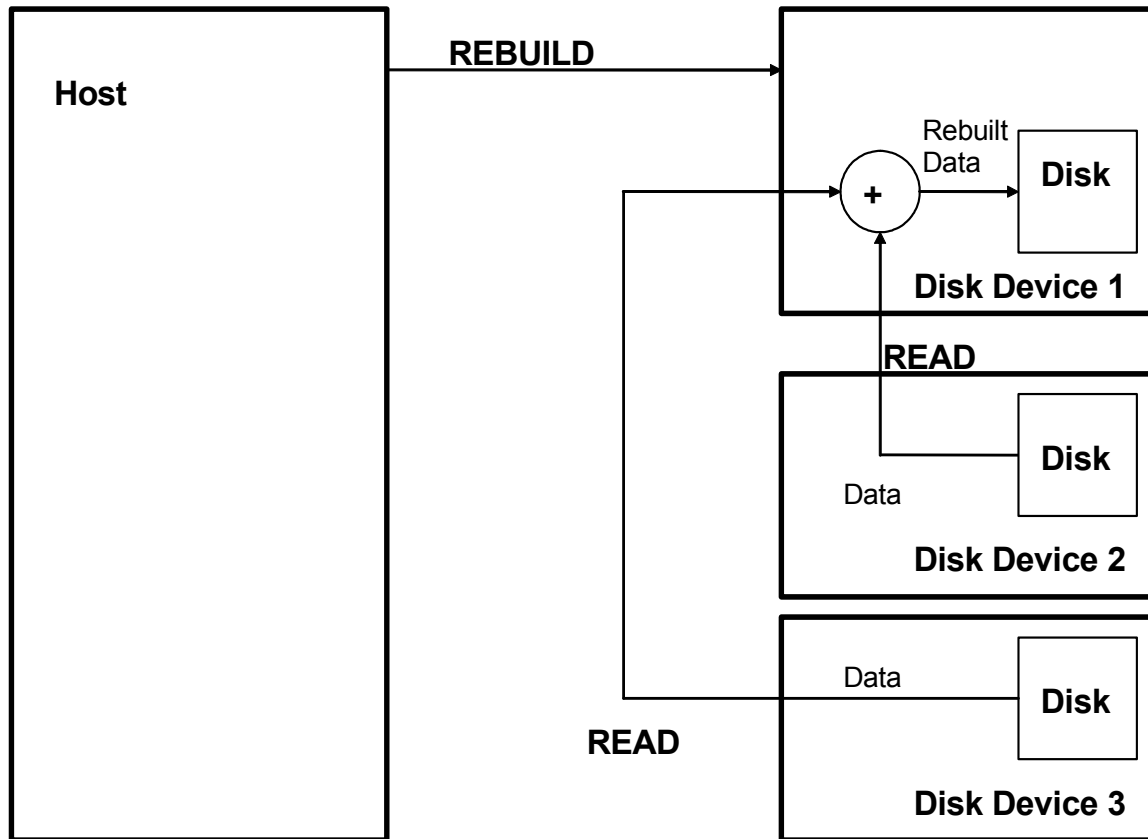 REBUILD
Host
Rebuilt
Data
Disk
+
Disk Device 1
READ
Disk
Data
Disk Device 2
Data
Disk
READ
Disk Device 3